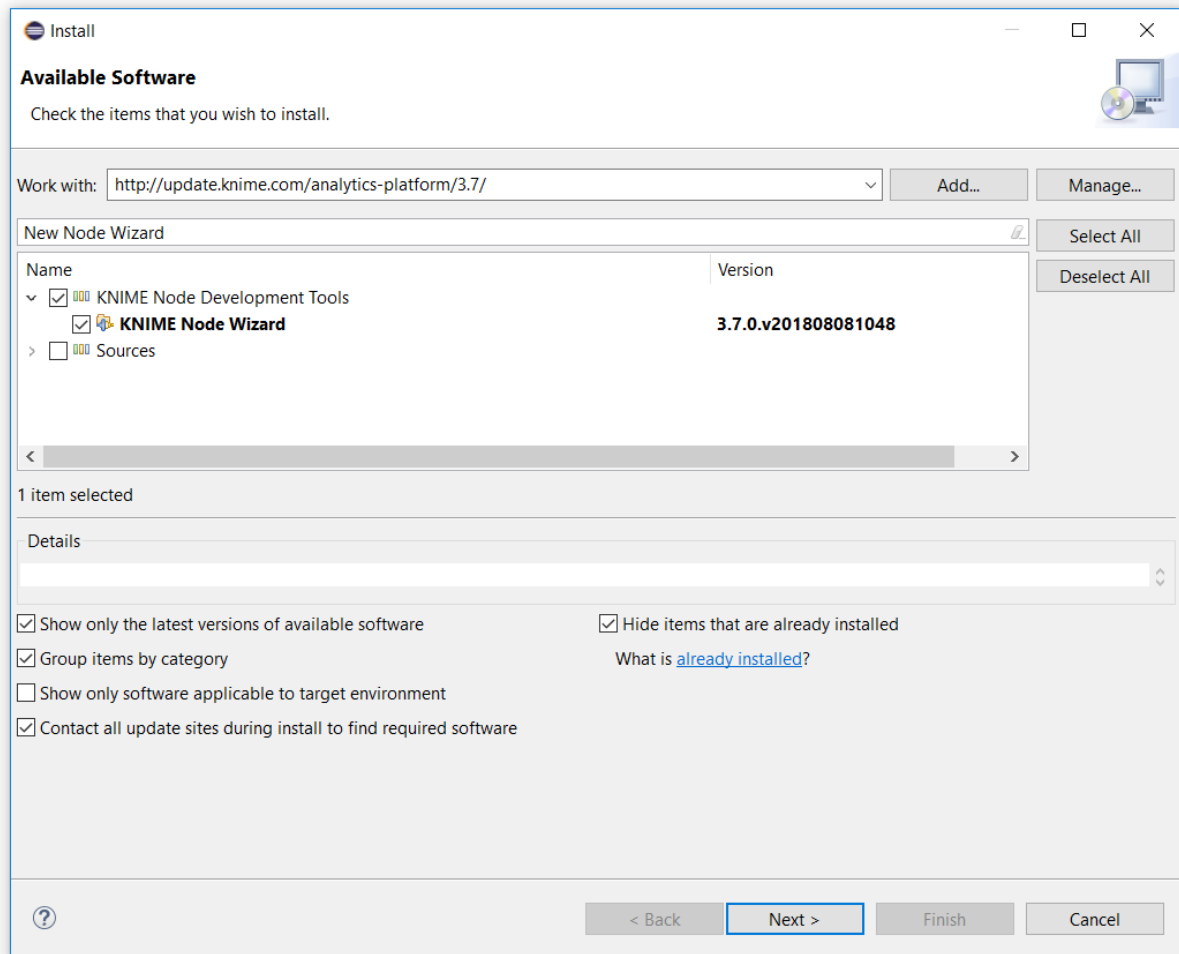 Install
Available Software
Check the items that you wish to install.
Work with: http://update.knime.com/analytics-platform/3.7/ Add... Manage...
New Node Wizard Select All
Name Version Deselect All
KNIME Node Development Tools
KNIME Node Wizard 3.7.0.v201808081048
Sources
1 item selected
Details
Show only the latest versions of available software Hide items that are already installed
Group items by category What is already installed?
Show only software applicable to target environment
Contact all update sites during install to find required software
? < Back Next > Finish Cancel